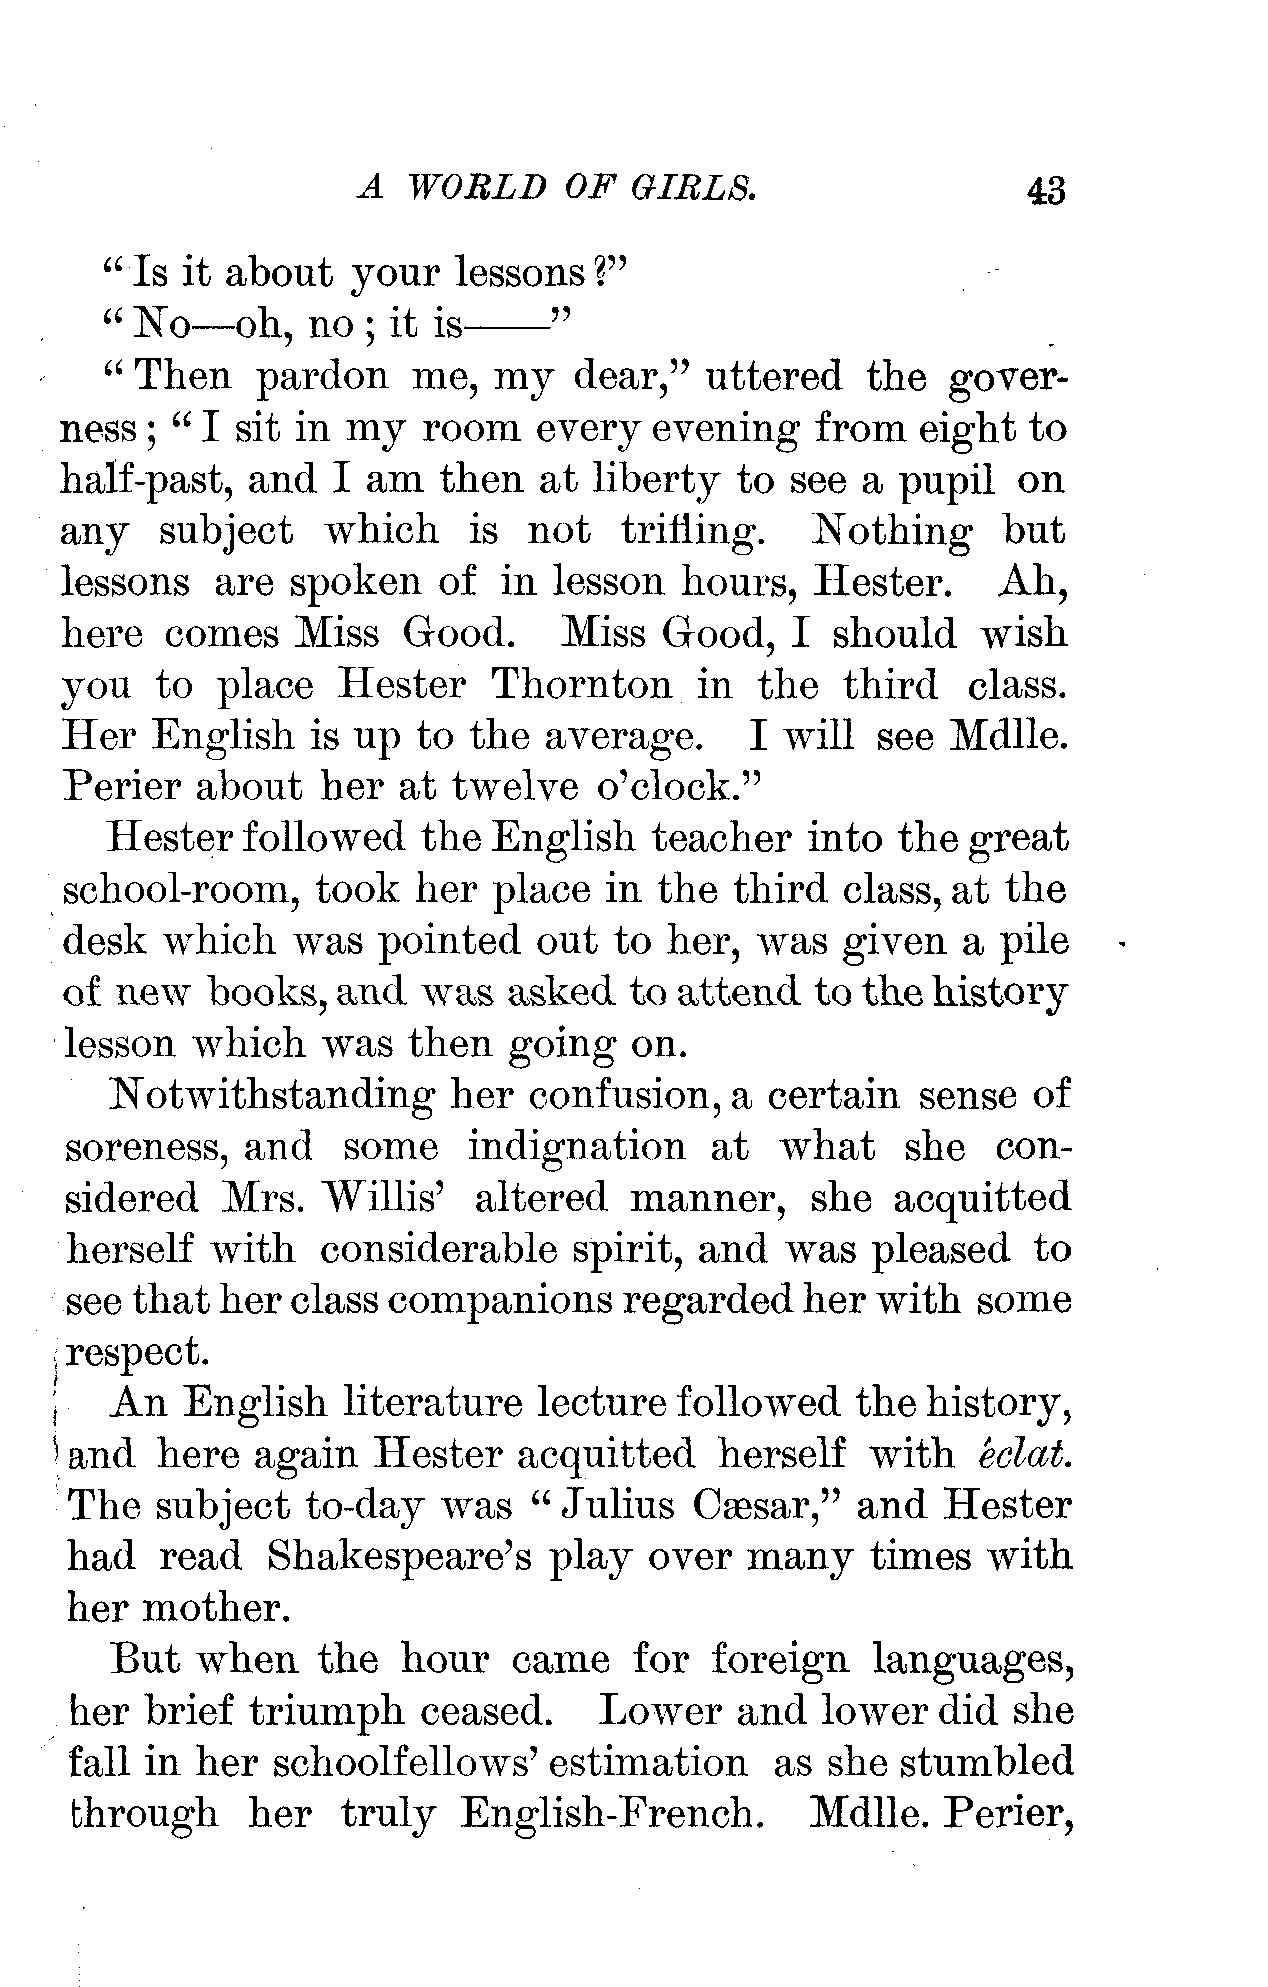 A WORLD OF GIRLS. 43
“Is it about your lessons?”
“No—oh, no; it is——”
“Then pardon me, my dear,” uttered the gover-
ness; “I sit in my room every evening from eight to
half-past, and I am then at liberty to see a pupil on
any subject which is not trifling. Nothing but
lessons are spoken of in lesson hours, Hester. Ah,
here comes Miss Good. Miss Good, I should wish
you to place Hester Thornton in the third class.
Her English is up to the average. I will see Mdlle.
Perier about her at twelve o’clock.”
Hester followed the English teacher into the great
school-room, took her place in the third class, at the
desk which was pointed out to her, was given a pile
of new books, and was asked to attend to the history
lesson which was then going on.
Notwithstanding her confusion, a certain sense of
soreness, and some indignation at what she con-
sidered Mrs. Willis’ altered manner, she acquitted
herself with considerable spirit, and was pleased to
see that her class companions regarded her with some
respect.
An English literature lecture followed the history,
and here again Hester acquitted herself with èclat.
The subject to-day was “Julius Cæsar,” and Hester
had read Shakespeare’s play over many times with
her mother.
But when the hour came for foreign languages,
her brief triumph ceased. Lower and lower did she
fall in her schoolfellows’ estimation as she stumbled
through her truly English-French. Mdlle. Perier,